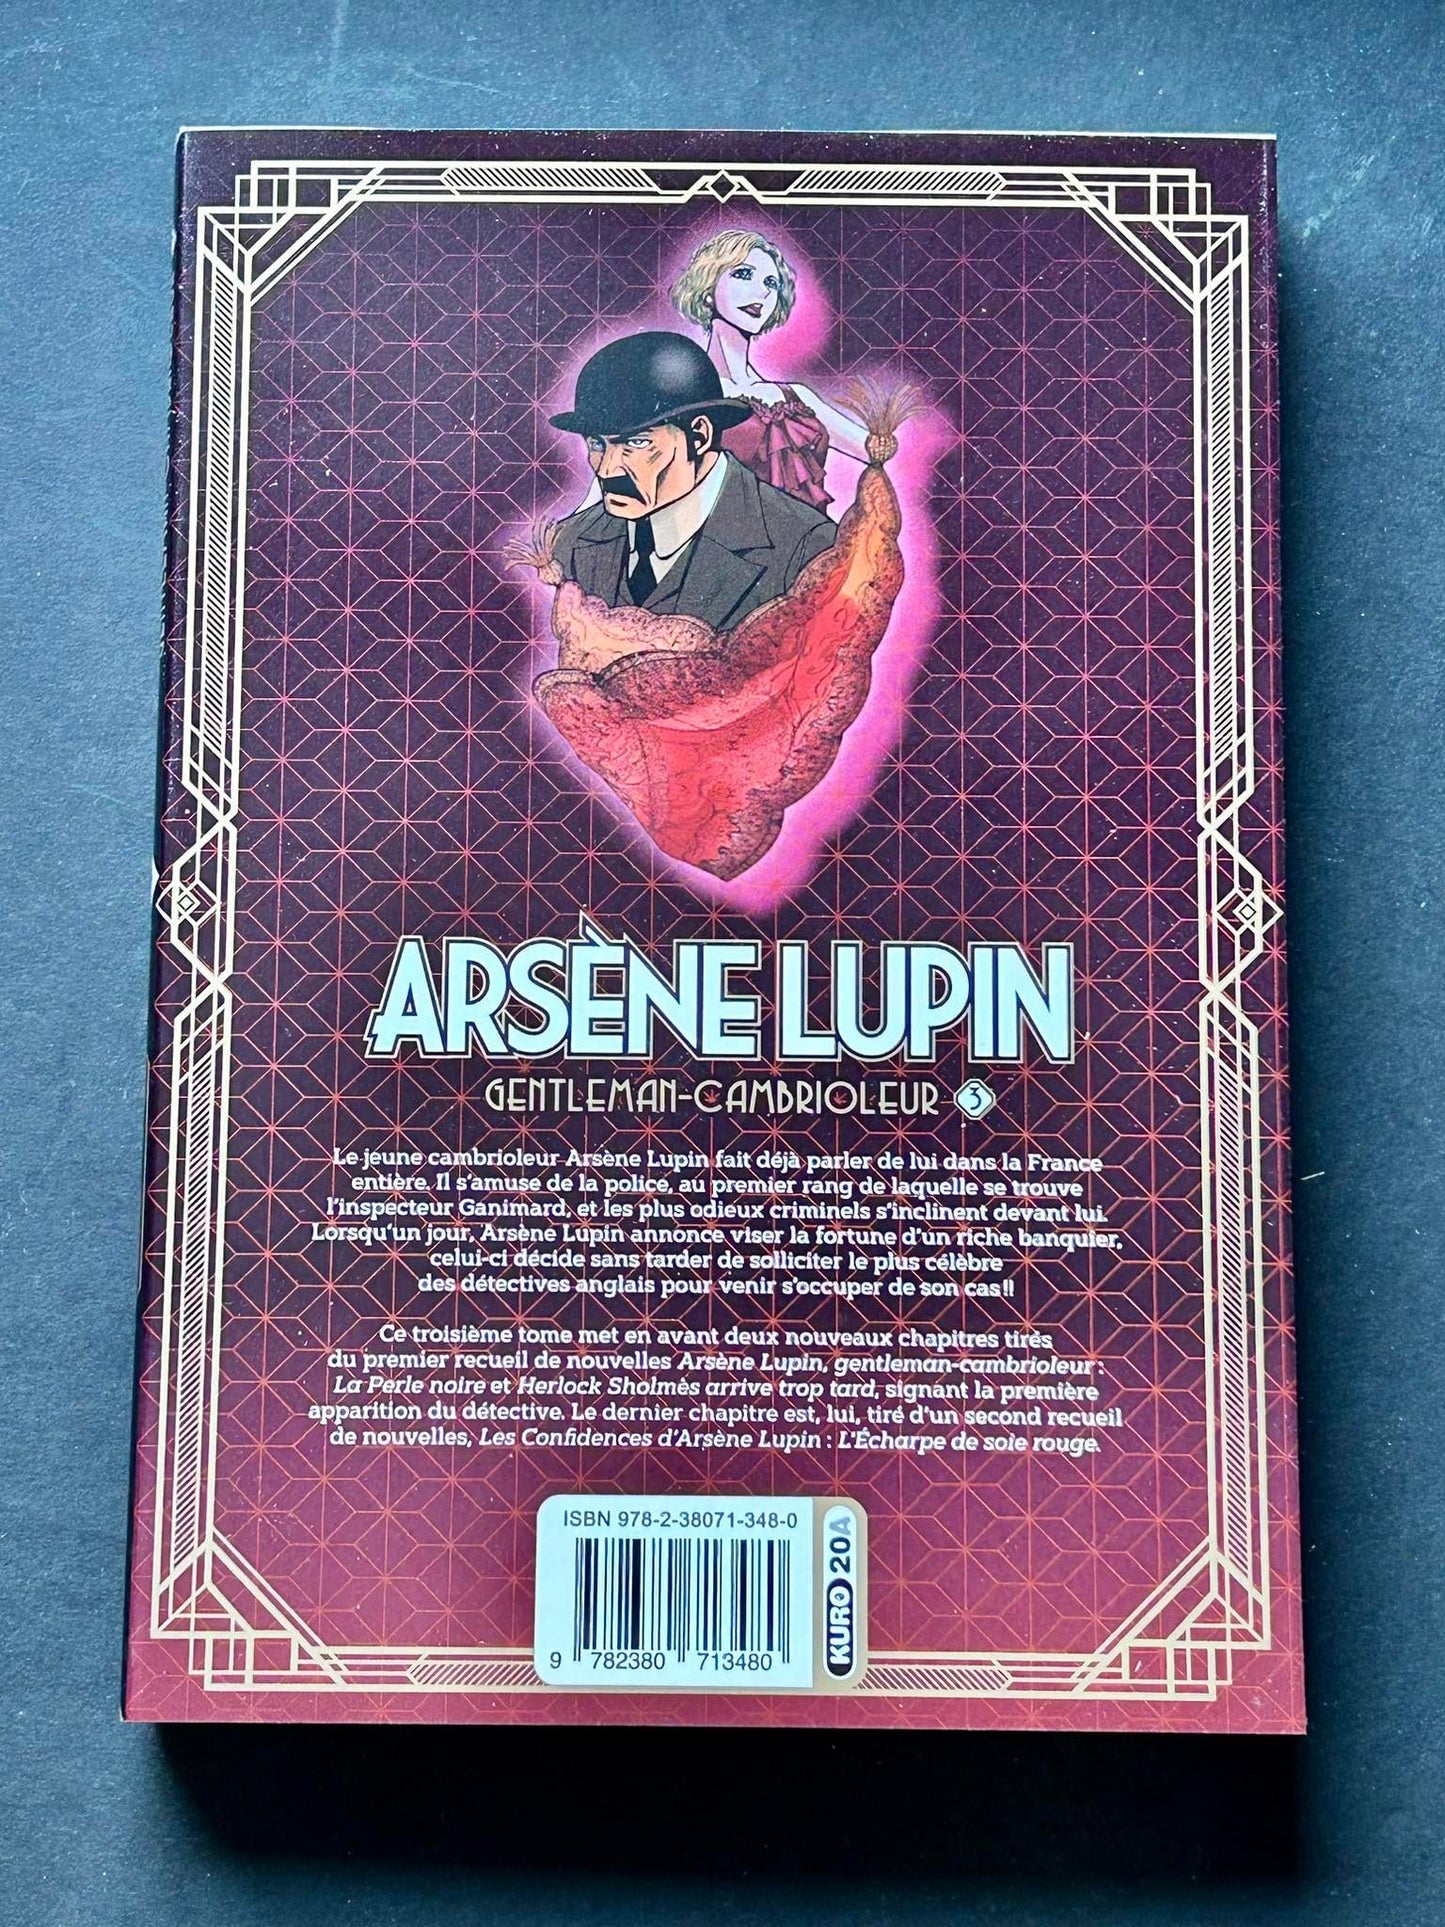 ARSÈNE LUPIN
GENTLEMAN-CAMBRIOLEUR 3
Le jeune cambrioleur Arsène Lupin fait déjà parler de lui dans la France
entière. Il s'amuse de la police, au premier rang de laquelle se trouve
l'inspecteur Ganimard, et les plus odieux criminels s'inclinent devant lui.
Lorsqu'un jour, Arsène Lupin annonce viser la fortune d'un riche banquier,
celui-ci décide sans tarder de solliciter le plus célèbre
des détectives anglais pour venir s'occuper de son cas !!
Ce troisième tome met en avant deux nouveaux chapitres tirés
du premier recueil de nouvelles Arsène Lupin, gentleman-cambrioleur :
La Perle noire et Herlock Sholmès arrive trop tard, signant la première
apparition du détective. Le dernier chapitre est, lui, tiré d'un second recueil
de nouvelles, Les Confidences d'Arsène Lupin : L'Écharpe de soie rouge.
ISBN 978-2-38071-348-0
9 782380 713480
KURO 20A